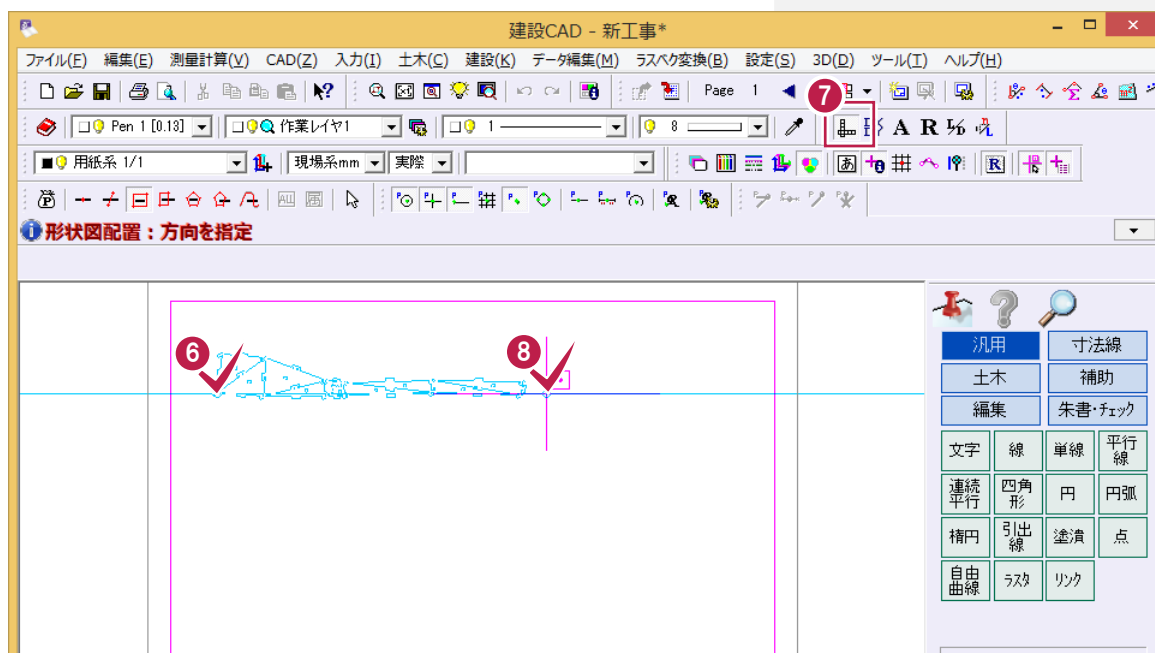 建設CAD - 新工事*
ファイル(F) 編集(E) 測量計算(V) CAD(Z) 入力(I) 土木(C) 建設(K) データ編集(M) ラスベク変換(B) 設定(S) 3D(D) ツール(T) ヘルプ(H)
Page 1
7
Pen 1 [0.13] 作業レイヤ1 1 8 A R
用紙系 1/1 現場系mm 実際 あ R
ALL
形状図配置：方向を指定
6
8
汎用 寸法線
土木 補助
編集 朱書・チェック
文字 線 単線 平行線
連続平行 四角形 円 円弧
楕円 引出線 塗潰 点
自由曲線 ラスタ リンク